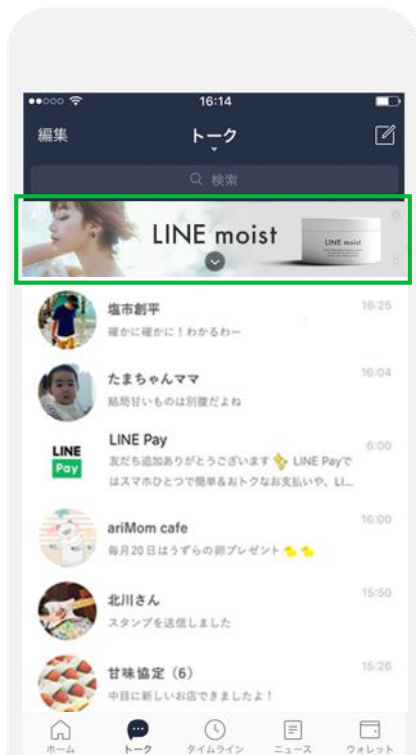 16:14
編集
トーク
検索
AD
LINE moist
LINE moist
塩市創平
16:25
確かに確かに！わかるわー
たまちゃんママ
16:04
結局甘いものは別腹だよね
LINE Pay
6:00
LINE
Pay
友だち追加ありがとうございます LINE Payで
はスマホひとつで簡単＆おトクなお支払いや、LI...
ariMom cafe
16:00
毎月20日はうずらの卵プレゼント
北川さん
15:50
スタンプを送信しました
甘味協定（6）
15:26
中目に新しいお店できましたよ！
ホーム
トーク
タイムライン
ニュース
ウォレット